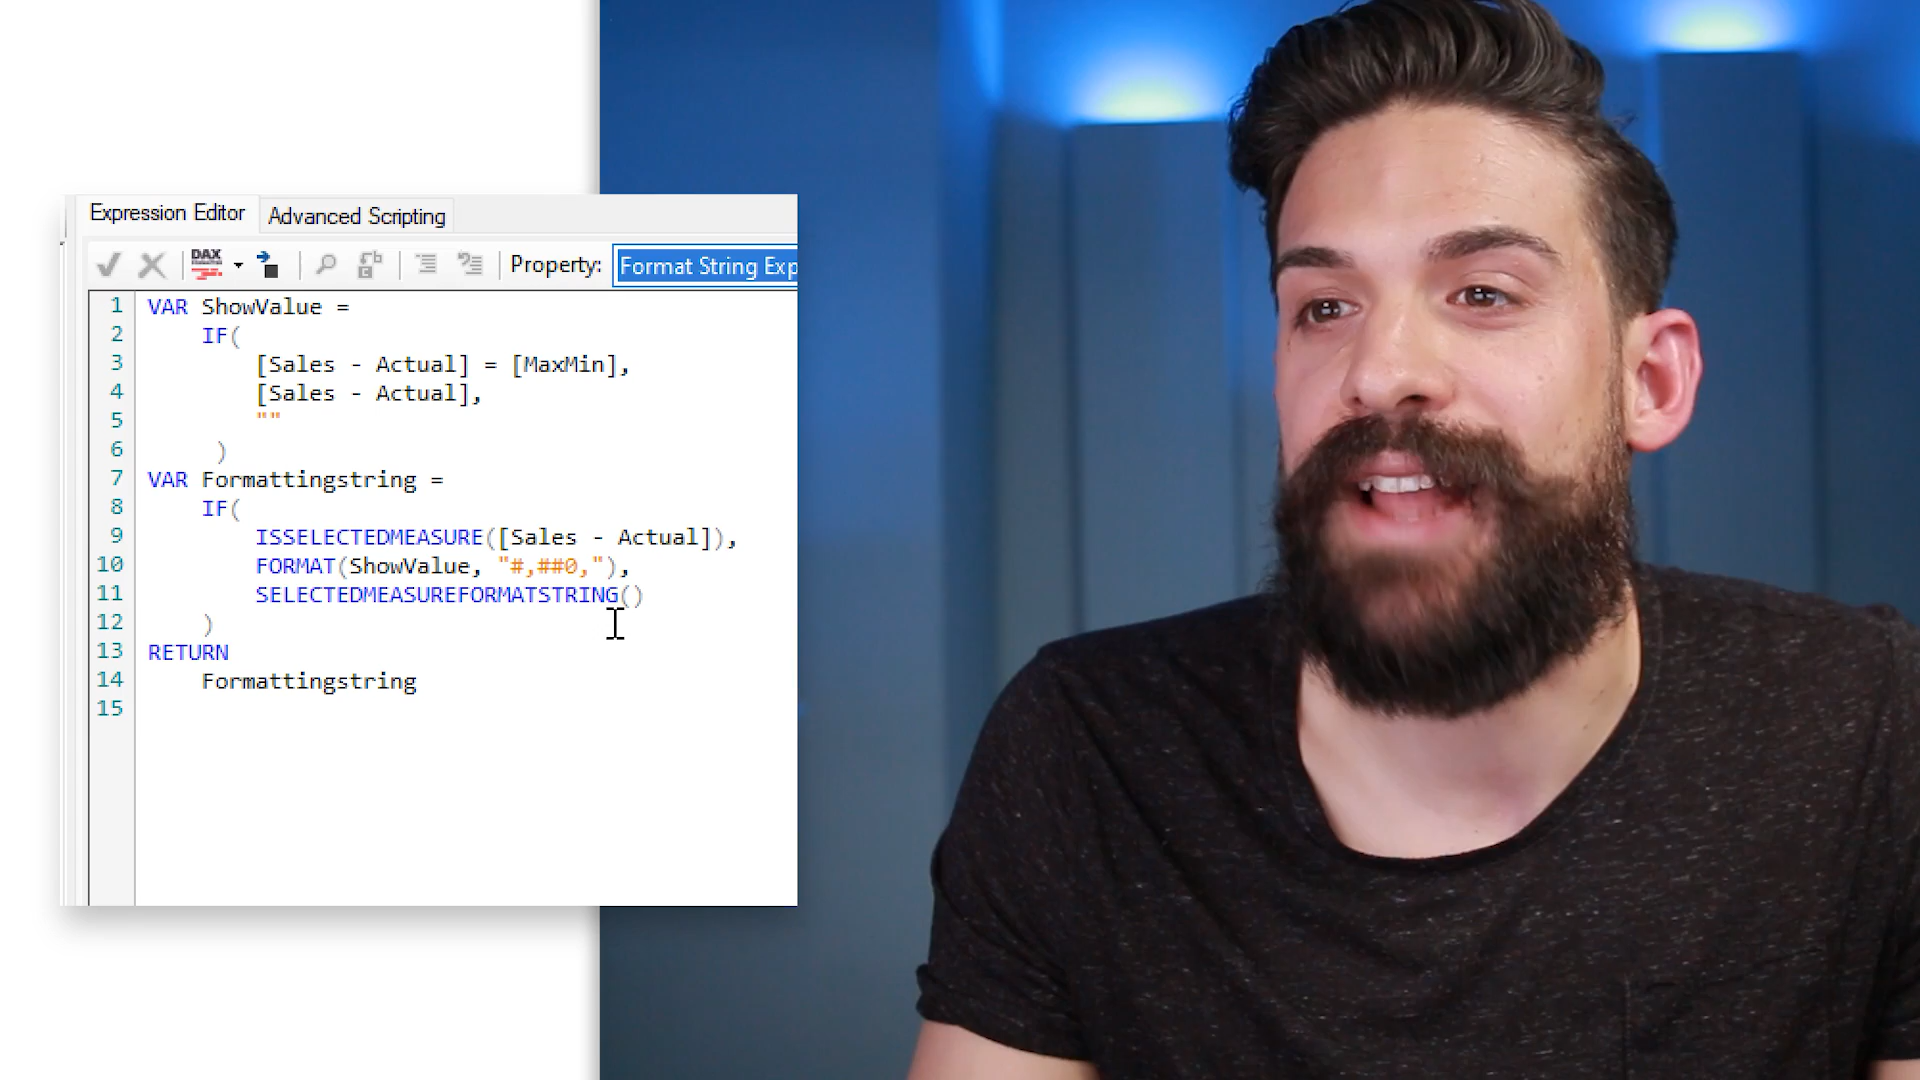 Expression Editor Advanced Scripting
DAX Property: Format String Exp
1 VAR ShowValue =
2 IF(
3 [Sales - Actual] = [MaxMin],
4 [Sales - Actual],
5 ""
6 )
7 VAR Formattingstring =
8 IF(
9 ISSELECTEDMEASURE([Sales - Actual]),
10 FORMAT(ShowValue, "#,##0,"),
11 SELECTEDMEASUREFORMATSTRING()
12 )
13 RETURN
14 Formattingstring
15